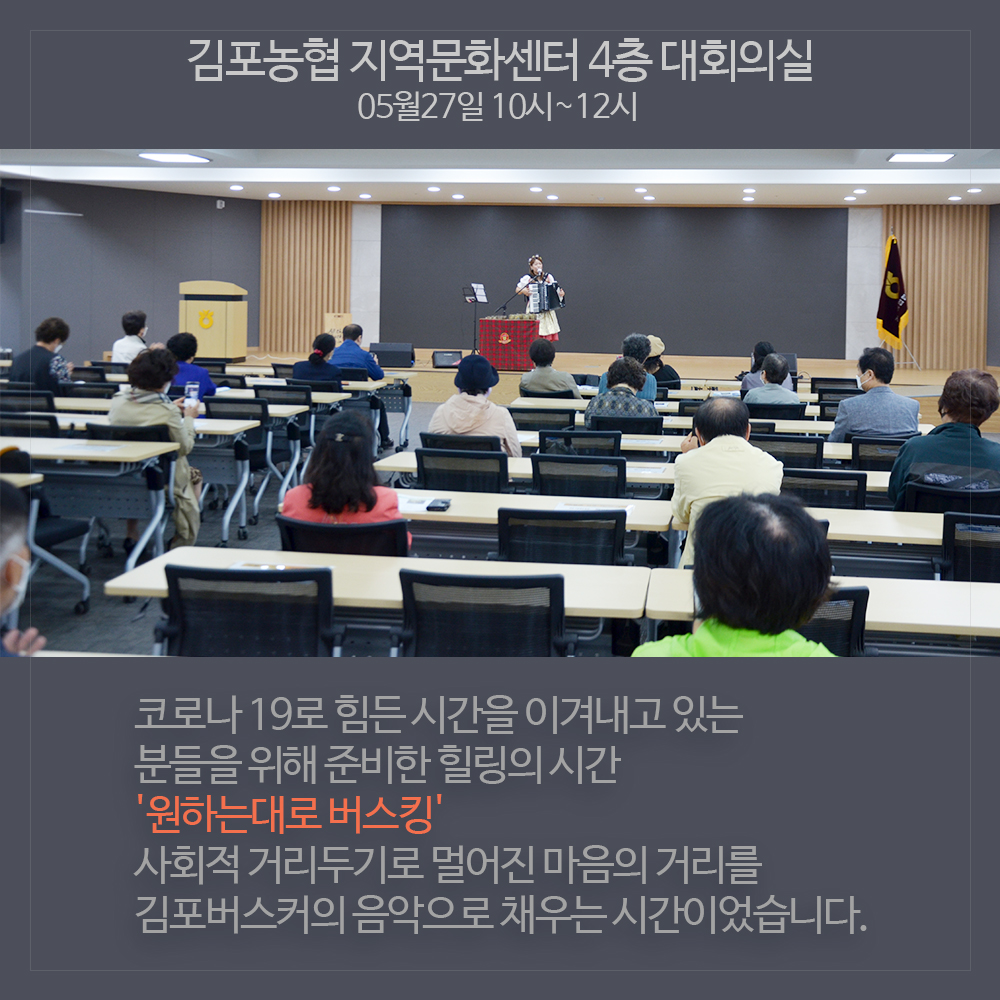 김포농협 지역문화센터 4층 대회의실
05월27일 10시~12시
코로나 19로 힘든 시간을 이겨내고 있는
분들을 위해 준비한 힐링의 시간
'원하는대로 버스킹'
사회적 거리두기로 멀어진 마음의 거리를
김포버스커의 음악으로 채우는 시간이었습니다.